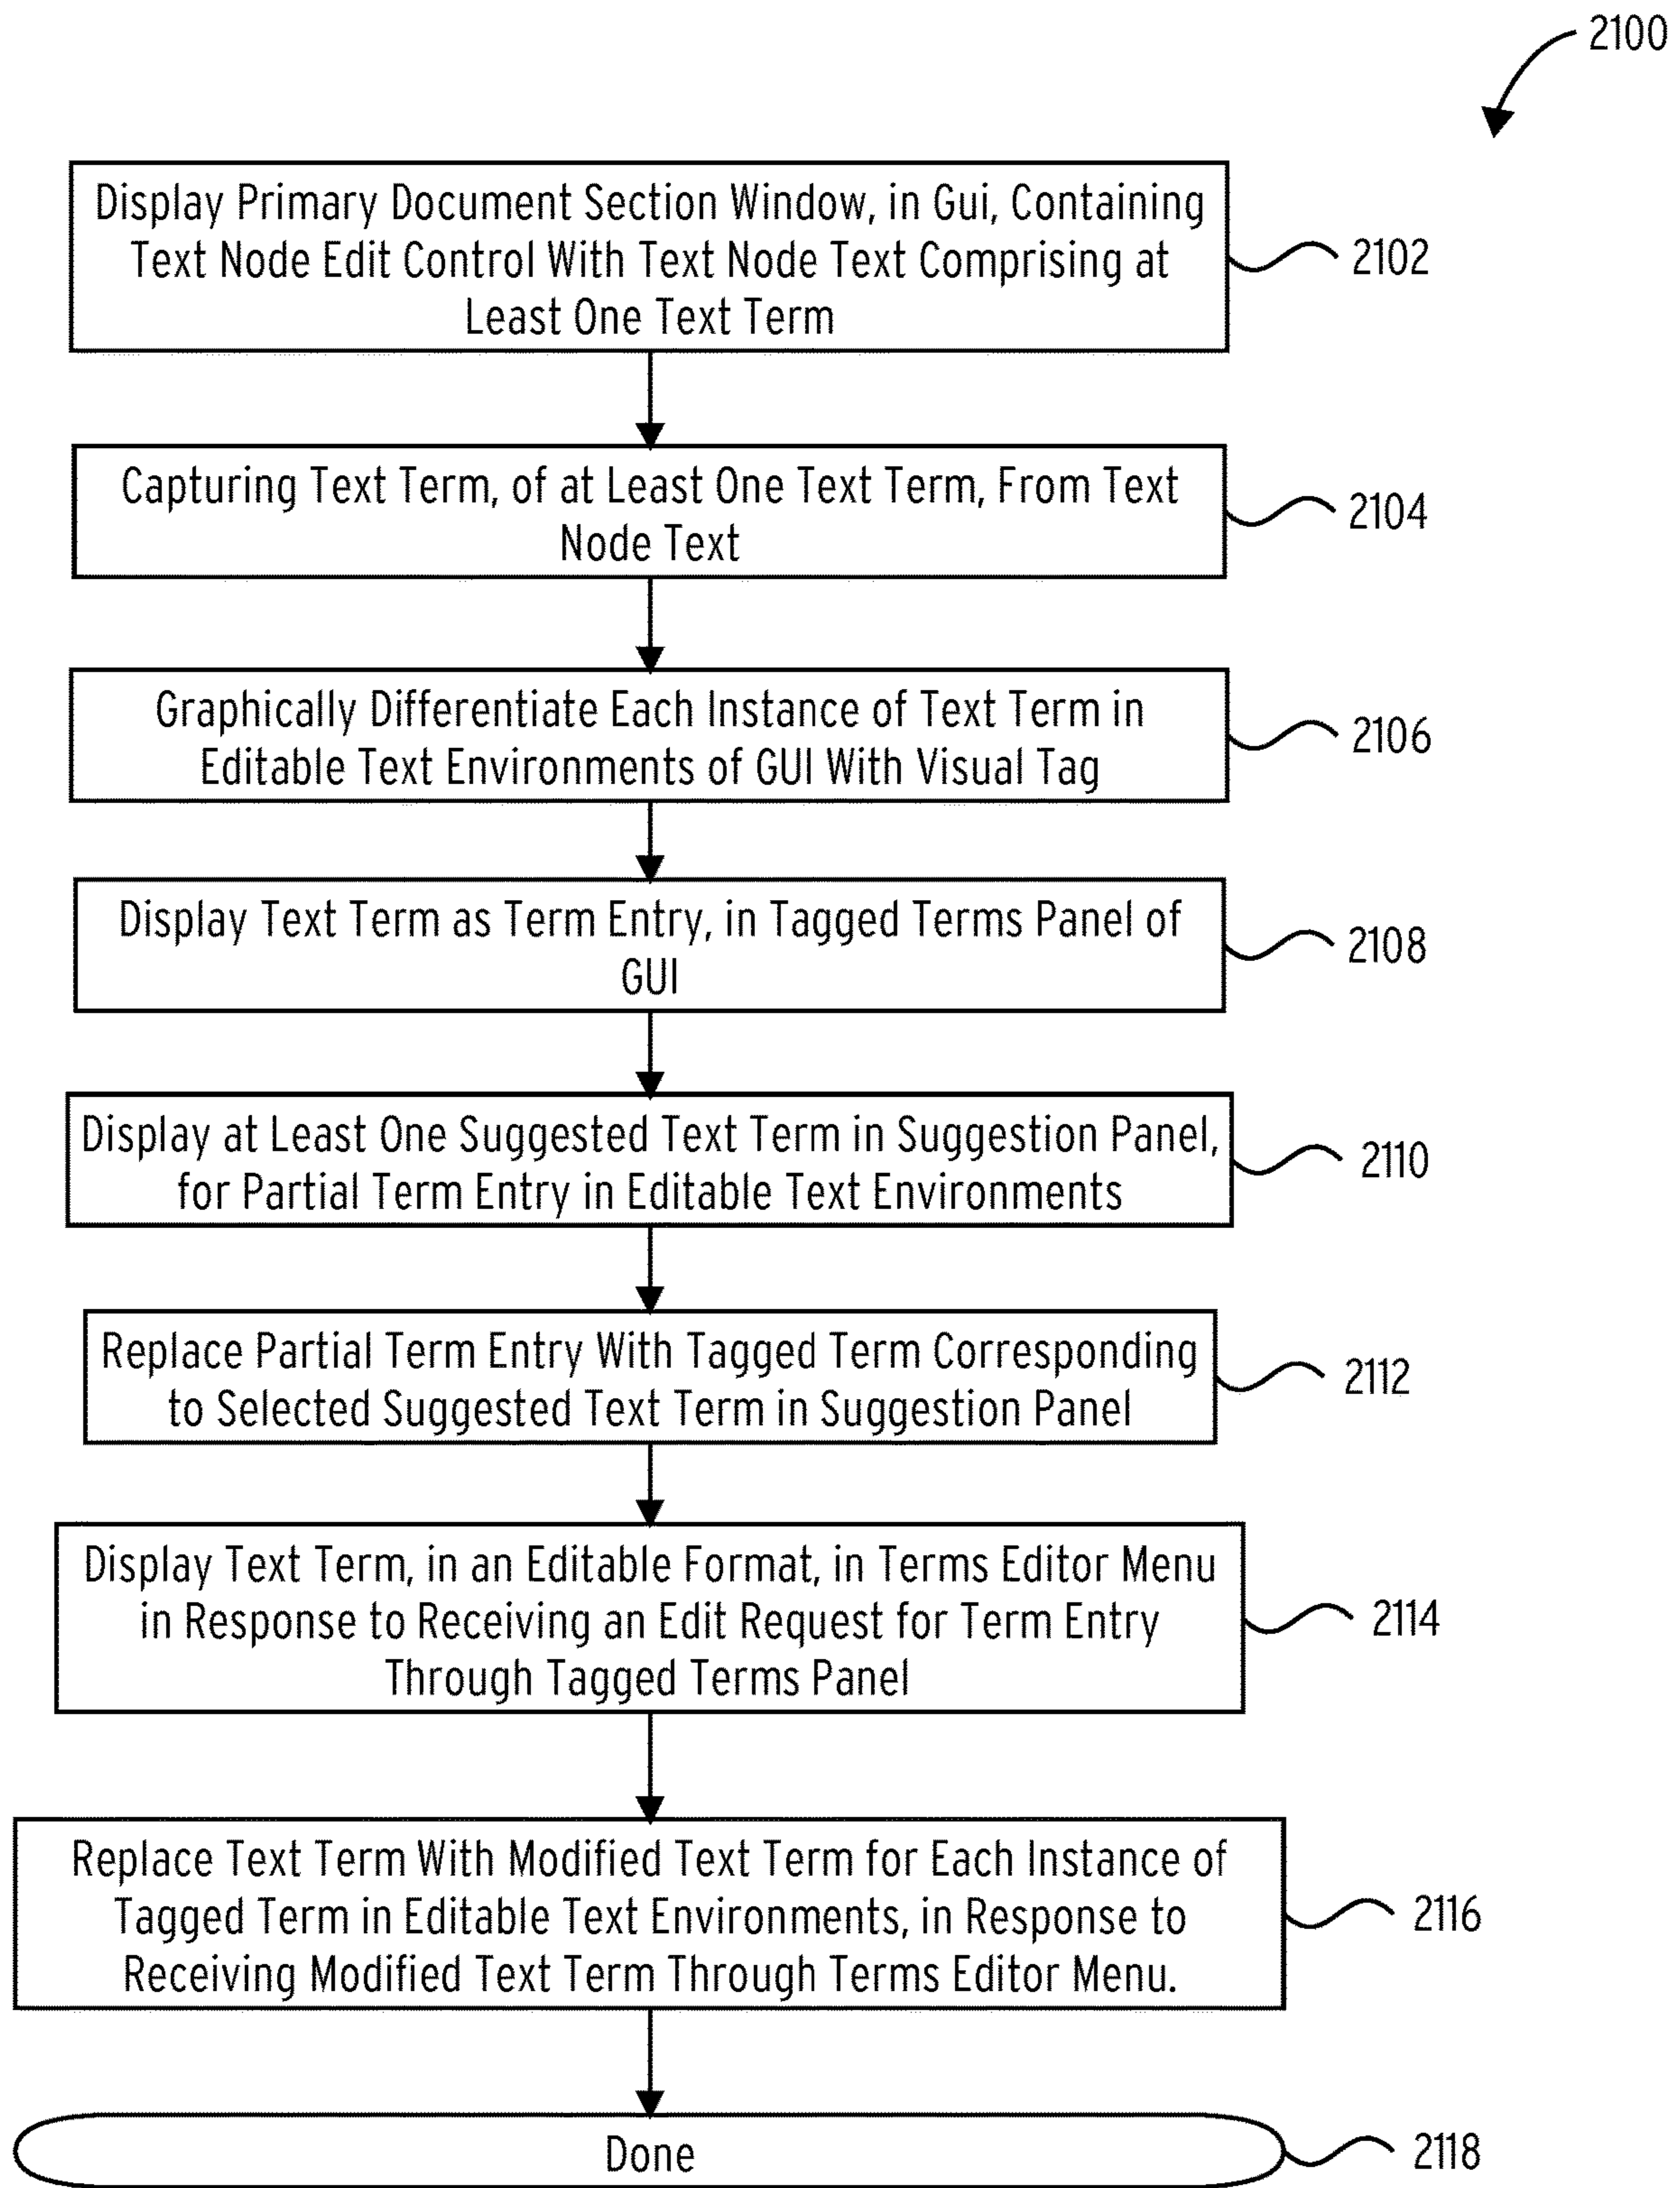 2100
Display Primary Document Section Window, in Gui, Containing
Text Node Edit Control With Text Node Text Comprising at
Least One Text Term
2102
Capturing Text Term, of at Least One Text Term, From Text
Node Text
2104
Graphically Differentiate Each Instance of Text Term in
Editable Text Environments of GUI With Visual Tag
2106
Display Text Term as Term Entry, in Tagged Terms Panel of
GUI
2108
Display at Least One Suggested Text Term in Suggestion Panel,
for Partial Term Entry in Editable Text Environments
2110
Replace Partial Term Entry With Tagged Term Corresponding
to Selected Suggested Text Term in Suggestion Panel
2112
Display Text Term, in an Editable Format, in Terms Editor Menu
in Response to Receiving an Edit Request for Term Entry
Through Tagged Terms Panel
2114
Replace Text Term With Modified Text Term for Each Instance of
Tagged Term in Editable Text Environments, in Response to
Receiving Modified Text Term Through Terms Editor Menu.
2116
Done
2118